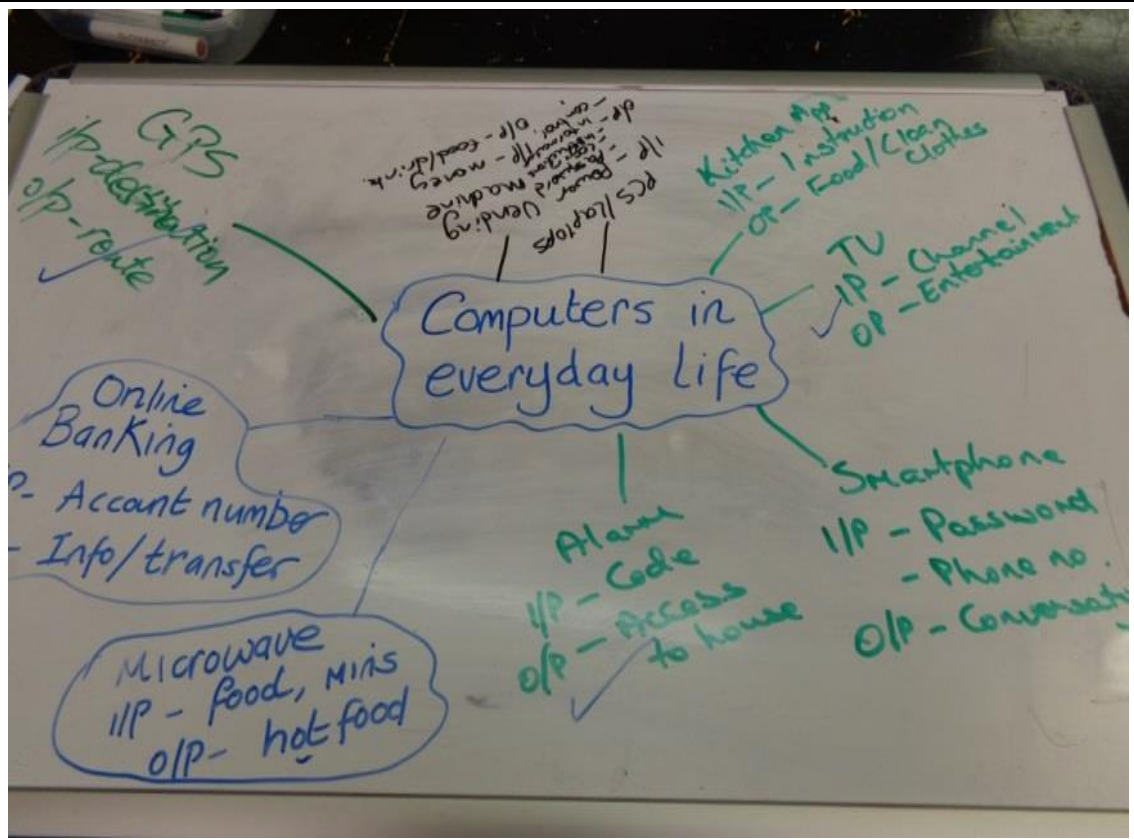 Computers in
everyday life
GPS
i/p - destination
o/p - route
Vending
machine
I/P - money
O/P - food/drink.
PCS/Laptops
I/P - Power
Kitchen App.
I/P - Instruction
OP - Food/Clean
Clothes
TV
I/P - Channel
OP - Entertainment
Smartphone
I/P - Password
- Phone no.
O/P -
Alarm
I/P - Code
O/P - Access
to house
Microwave
I/P - food, mins
O/P - hot food
Online
Banking
P - Account number
- Info/transfer